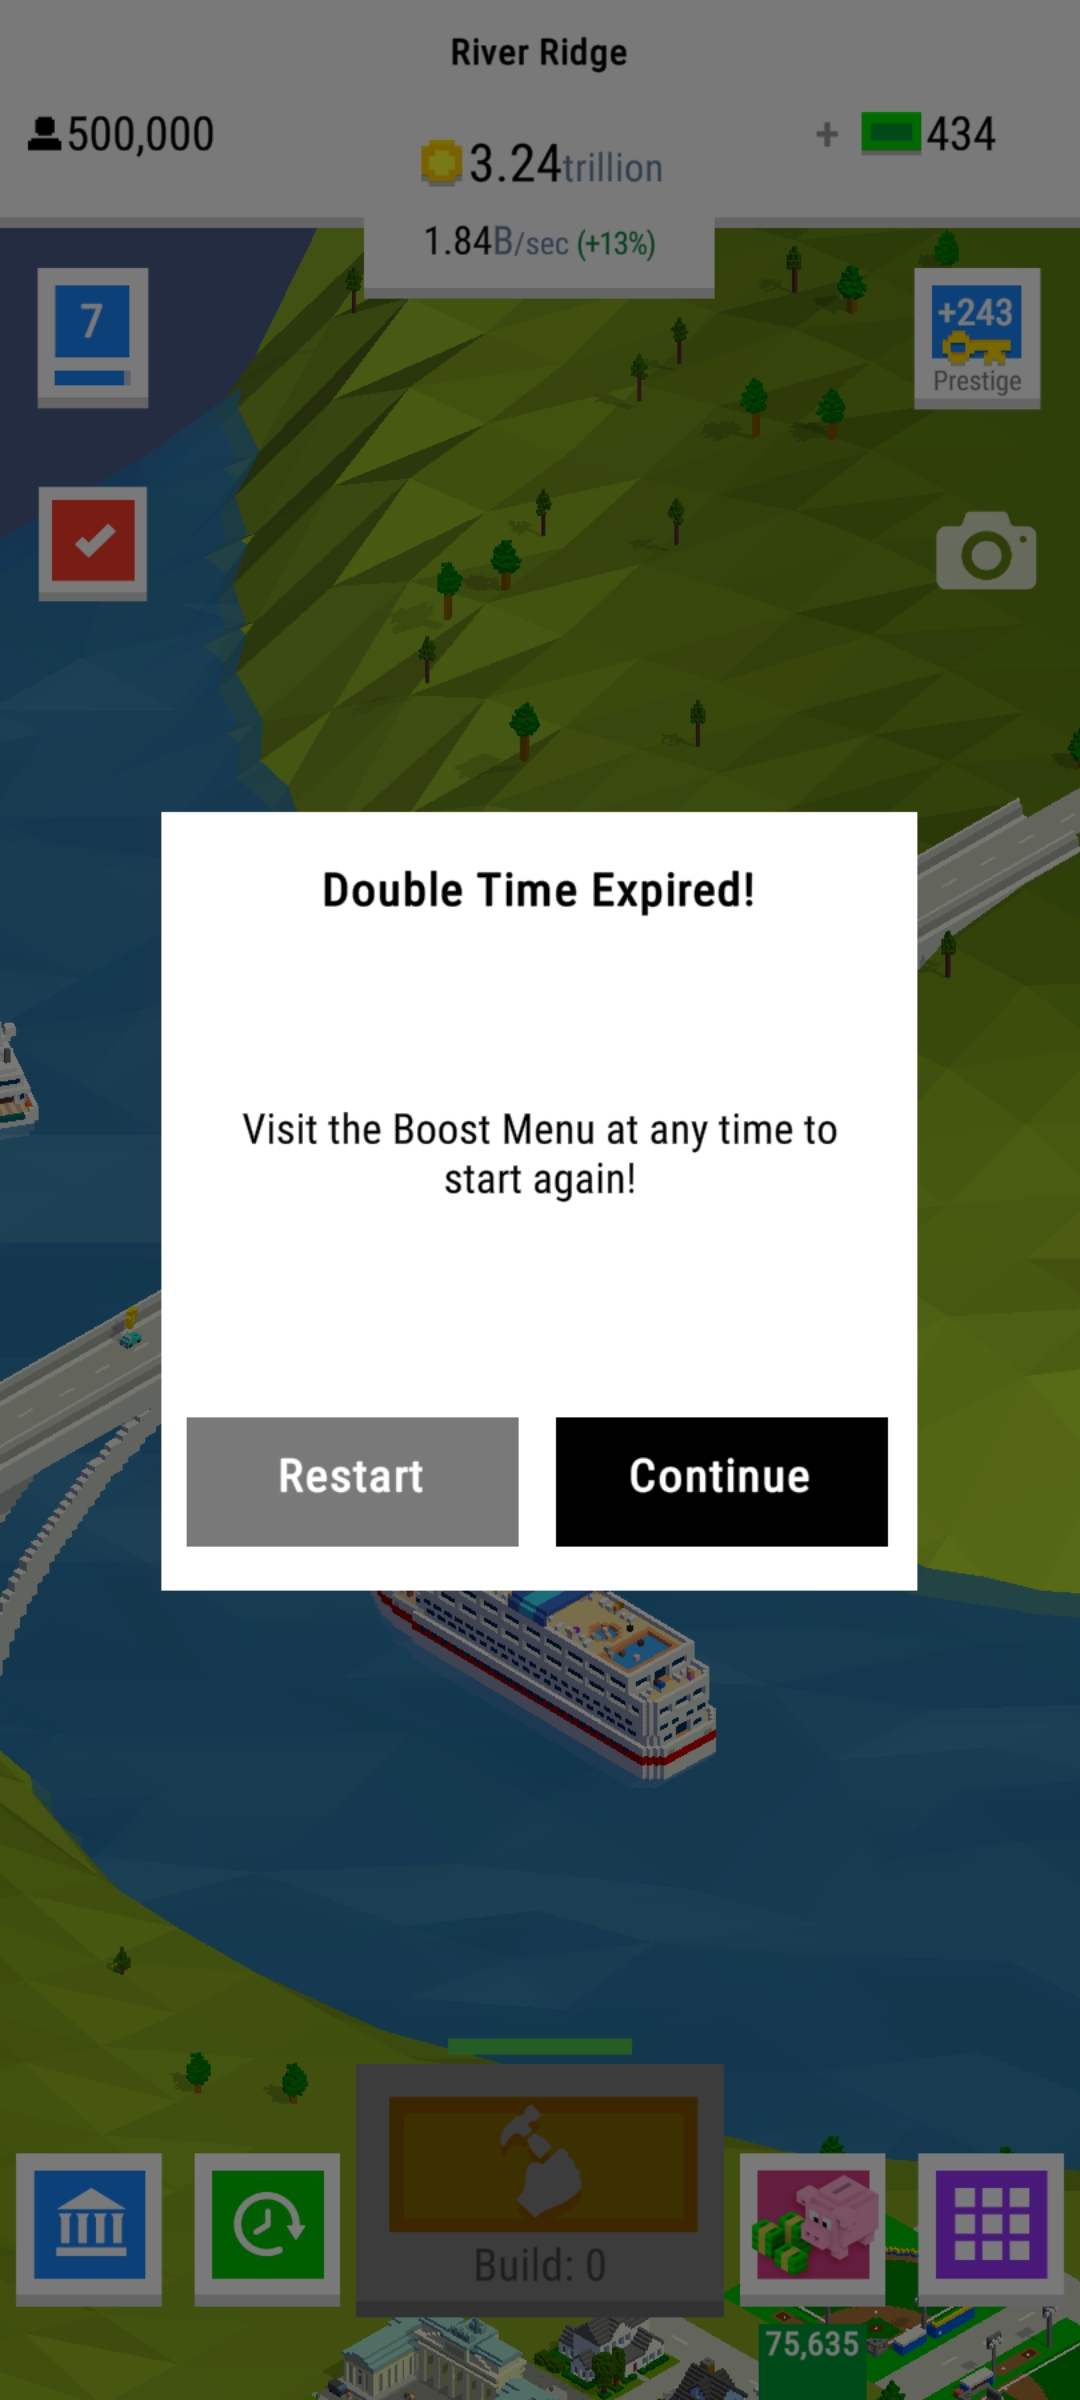 River Ridge
500,000
3.24trillion
+ 434
1.84B/sec (+13%)
7
+243
Prestige
Double Time Expired!
Visit the Boost Menu at any time to
start again!
Restart
Continue
Build: 0
75,635